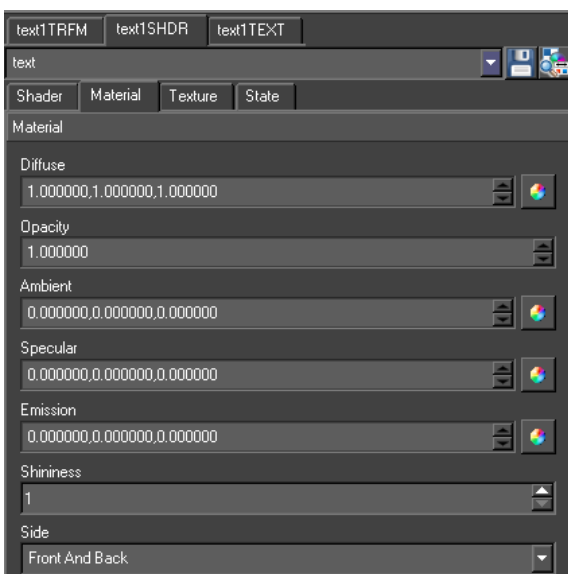 text1TRFM text1SHDR text1TEXT
text
Shader Material Texture State
Material
Diffuse
1.000000,1.000000,1.000000
Opacity
1.000000
Ambient
0.000000,0.000000,0.000000
Specular
0.000000,0.000000,0.000000
Emission
0.000000,0.000000,0.000000
Shininess
1
Side
Front And Back